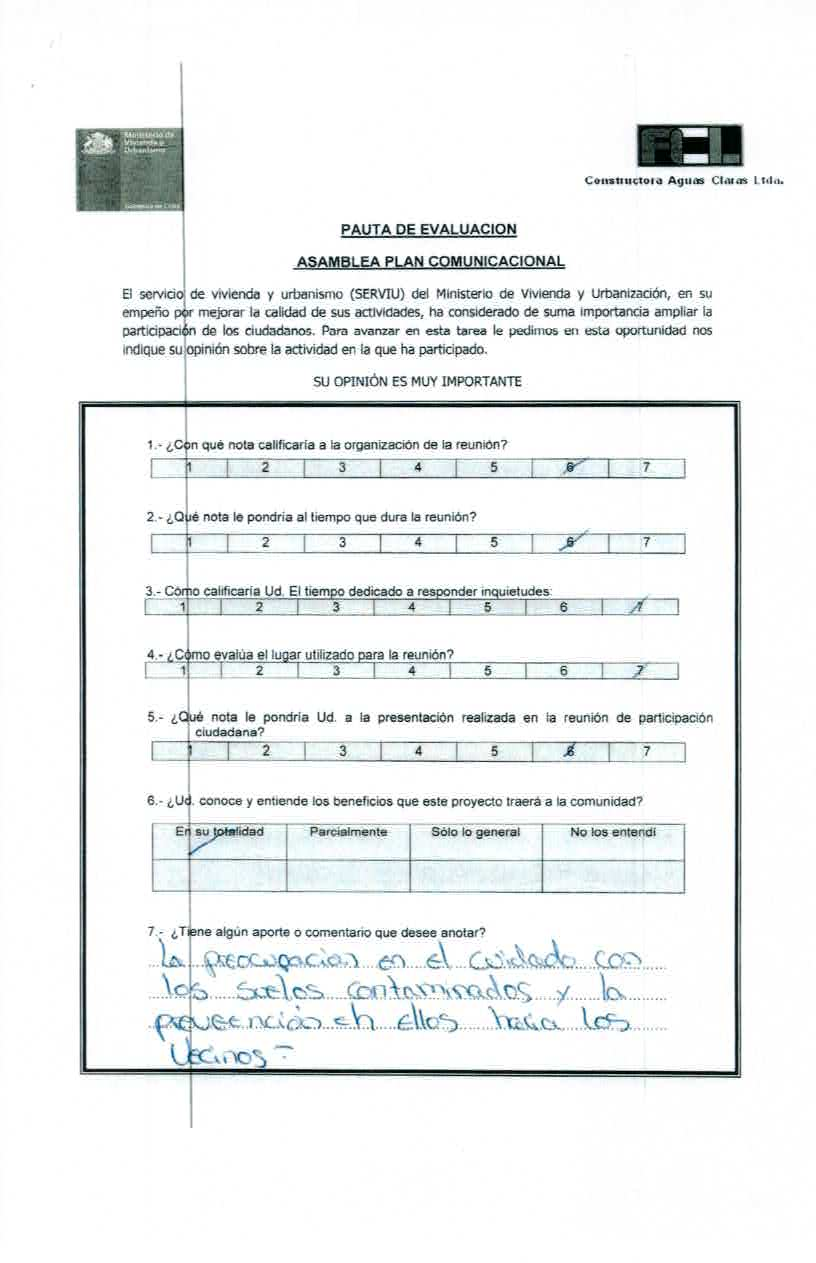 Ministerio de
Vivienda y
Urbanismo
Gobierno de Chile
ACL
Constructora Aguas Claras Ltda.
PAUTA DE EVALUACION
ASAMBLEA PLAN COMUNICACIONAL
El servicio de vivienda y urbanismo (SERVIU) del Ministerio de Vivienda y Urbanización, en su
empeño por mejorar la calidad de sus actividades, ha considerado de suma importancia ampliar la
participación de los ciudadanos. Para avanzar en esta tarea le pedimos en esta oportunidad nos
indique su opinión sobre la actividad en la que ha participado.
SU OPINIÓN ES MUY IMPORTANTE
1.- ¿Con qué nota calificaría a la organización de la reunión?
1 2 3 4 5 6 7
2.- ¿Qué nota le pondría al tiempo que dura la reunión?
1 2 3 4 5 6 7
3.- Cómo calificaría Ud. El tiempo dedicado a responder inquietudes:
1 2 3 4 5 6 7
4.- ¿Cómo evalúa el lugar utilizado para la reunión?
1 2 3 4 5 6 7
5.- ¿Qué nota le pondría Ud. a la presentación realizada en la reunión de participación
ciudadana?
1 2 3 4 5 6 7
6.- ¿Ud. conoce y entiende los beneficios que este proyecto traerá a la comunidad?
En su totalidad Parcialmente Sólo lo general No los entendí
7.- ¿Tiene algún aporte o comentario que desee anotar?
La preocupación en el cuidado con
los suelos contaminados y la
preveención en ellos hacia los
Vecinos -